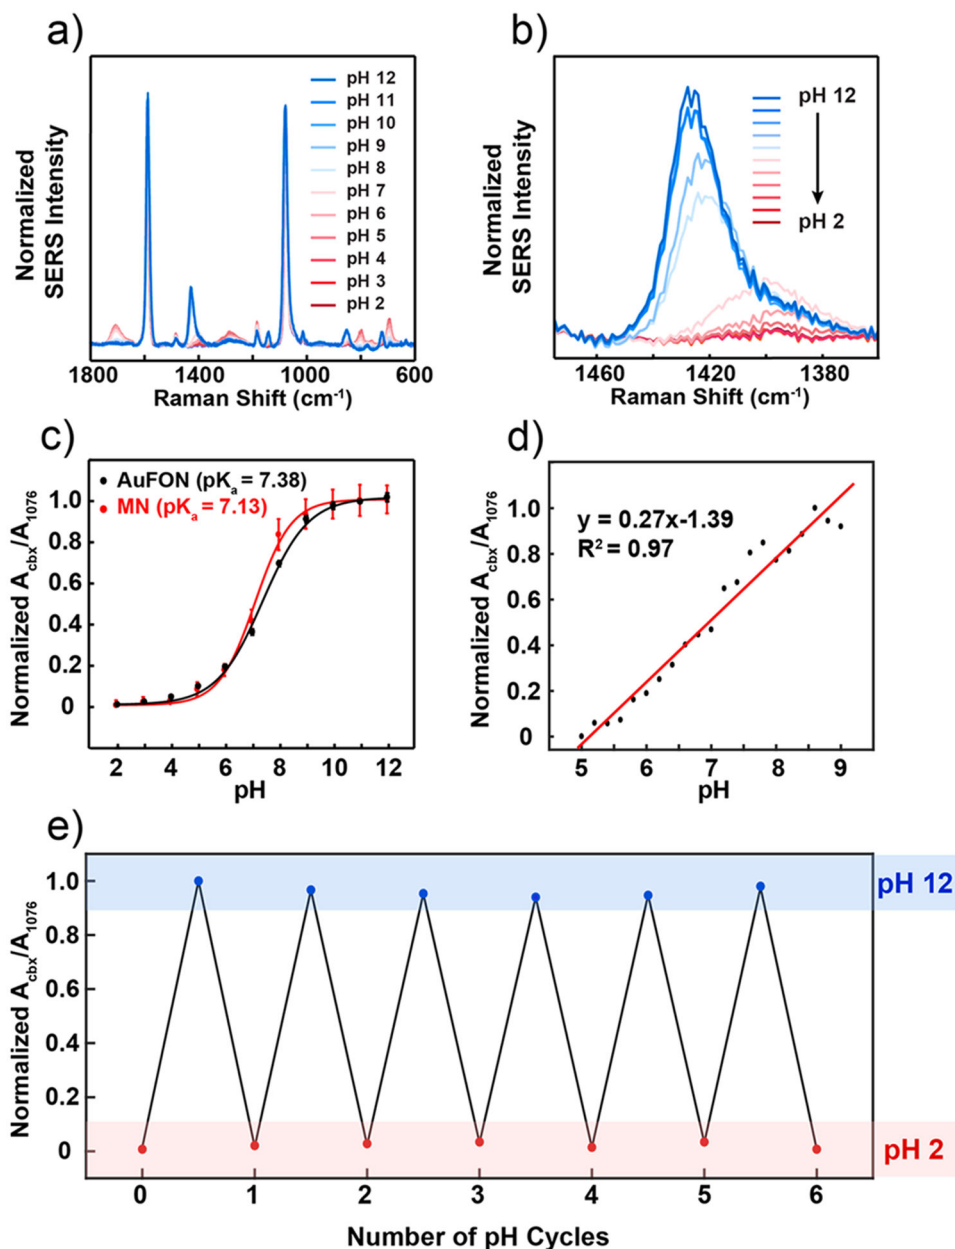 a)
Normalized
SERS Intensity
pH 12
pH 11
pH 10
pH 9
pH 8
pH 7
pH 6
pH 5
pH 4
pH 3
pH 2
1800
1400
1000
600
Raman Shift (cm⁻¹)
b)
Normalized
SERS Intensity
pH 12
pH 2
1460
1420
1380
Raman Shift (cm⁻¹)
c)
Normalized A_cbx/A_1076
AuFON (pKₐ = 7.38)
MN (pKₐ = 7.13)
1.0
0.8
0.6
0.4
0.2
0
2 4 6 8 10 12
pH
d)
Normalized A_cbx/A_1076
y = 0.27x-1.39
R² = 0.97
1.0
0.8
0.6
0.4
0.2
0
5 6 7 8 9
pH
e)
Normalized A_cbx/A_1076
1.0
0.8
0.6
0.4
0.2
0
pH 12
pH 2
0 1 2 3 4 5 6
Number of pH Cycles